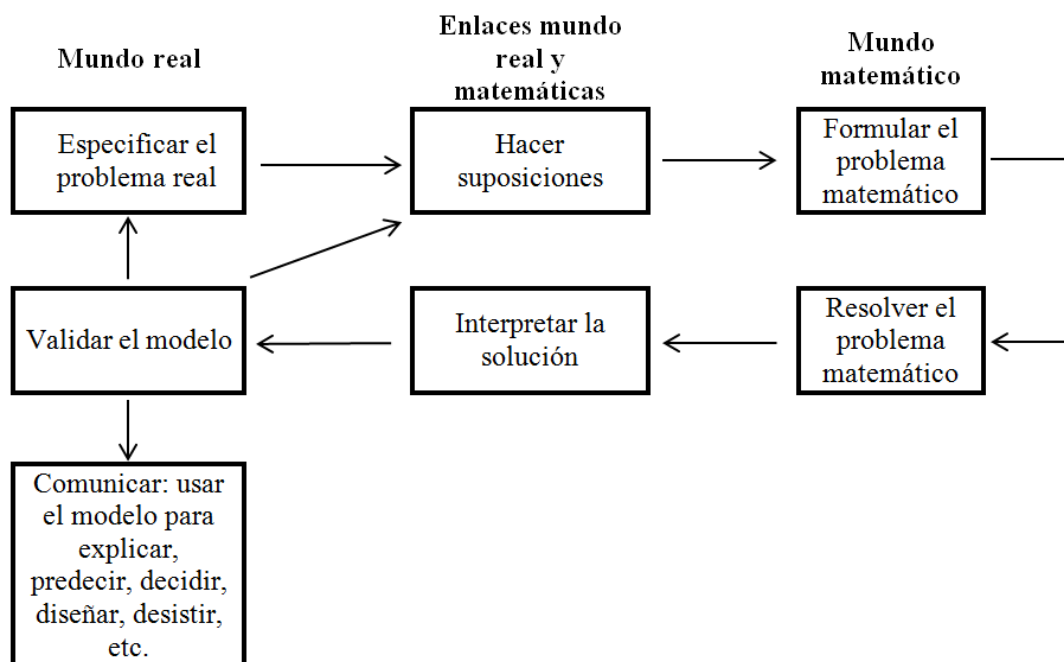 Mundo real
Enlaces mundo
real y
matemáticas
Mundo
matemático
Especificar el
problema real
Hacer
suposiciones
Formular el
problema
matemático
Validar el modelo
Interpretar la
solución
Resolver el
problema
matemático
Comunicar: usar
el modelo para
explicar,
predecir, decidir,
diseñar, desistir,
etc.